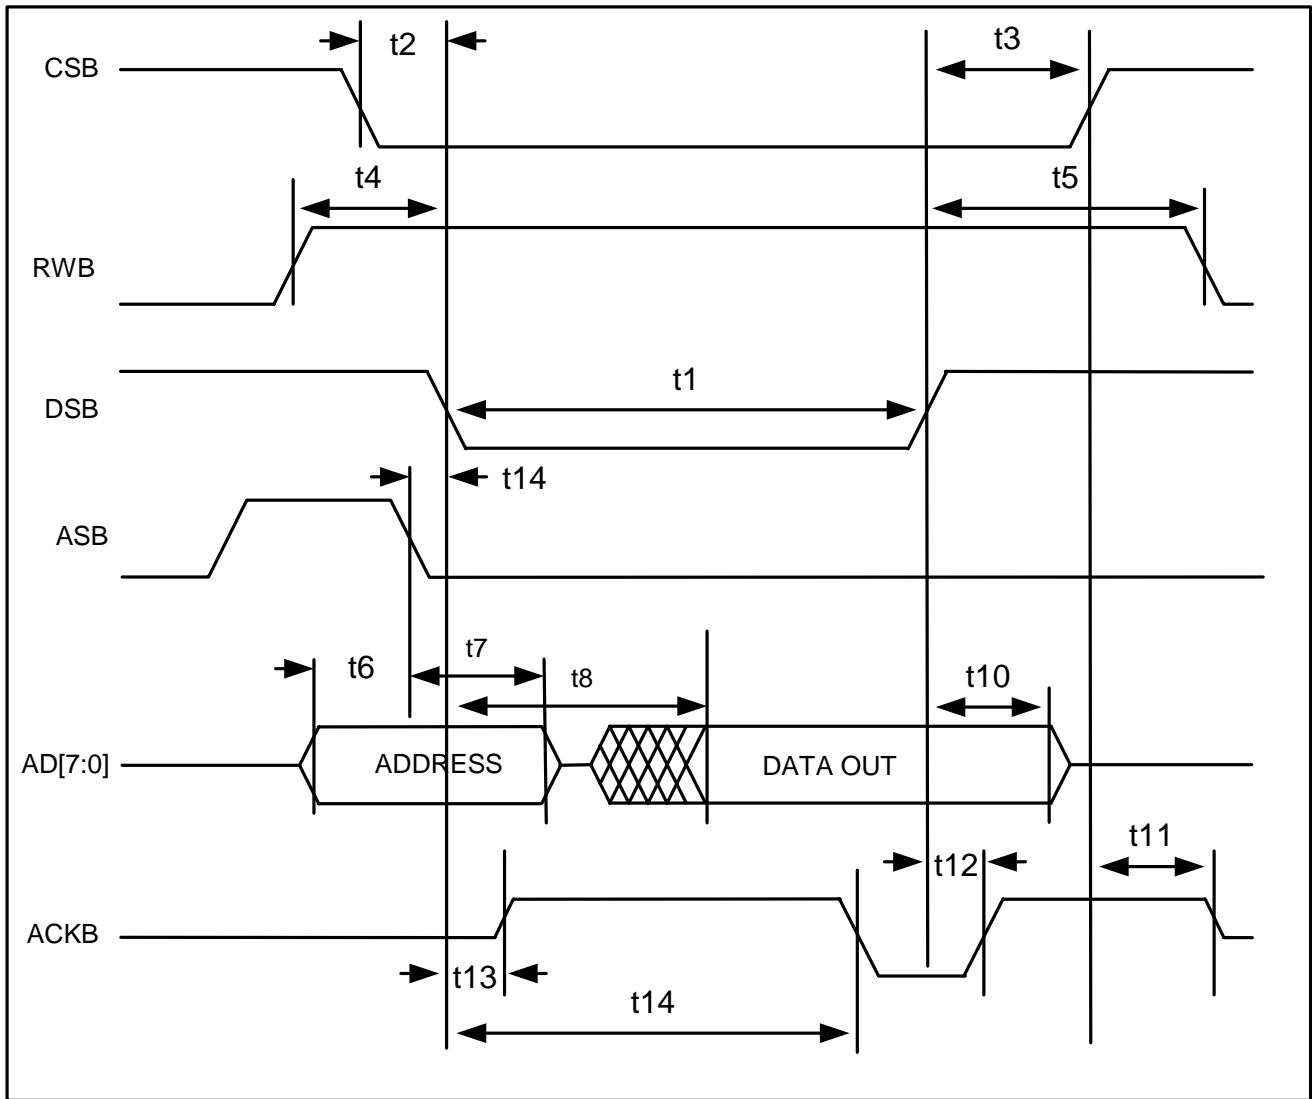 t2
t3
CSB
t4
t5
RWB
t1
DSB
t14
ASB
t7
t6
t8
t10
AD[7:0]
ADDRESS
DATA OUT
t11
t12
ACKB
t13
t14